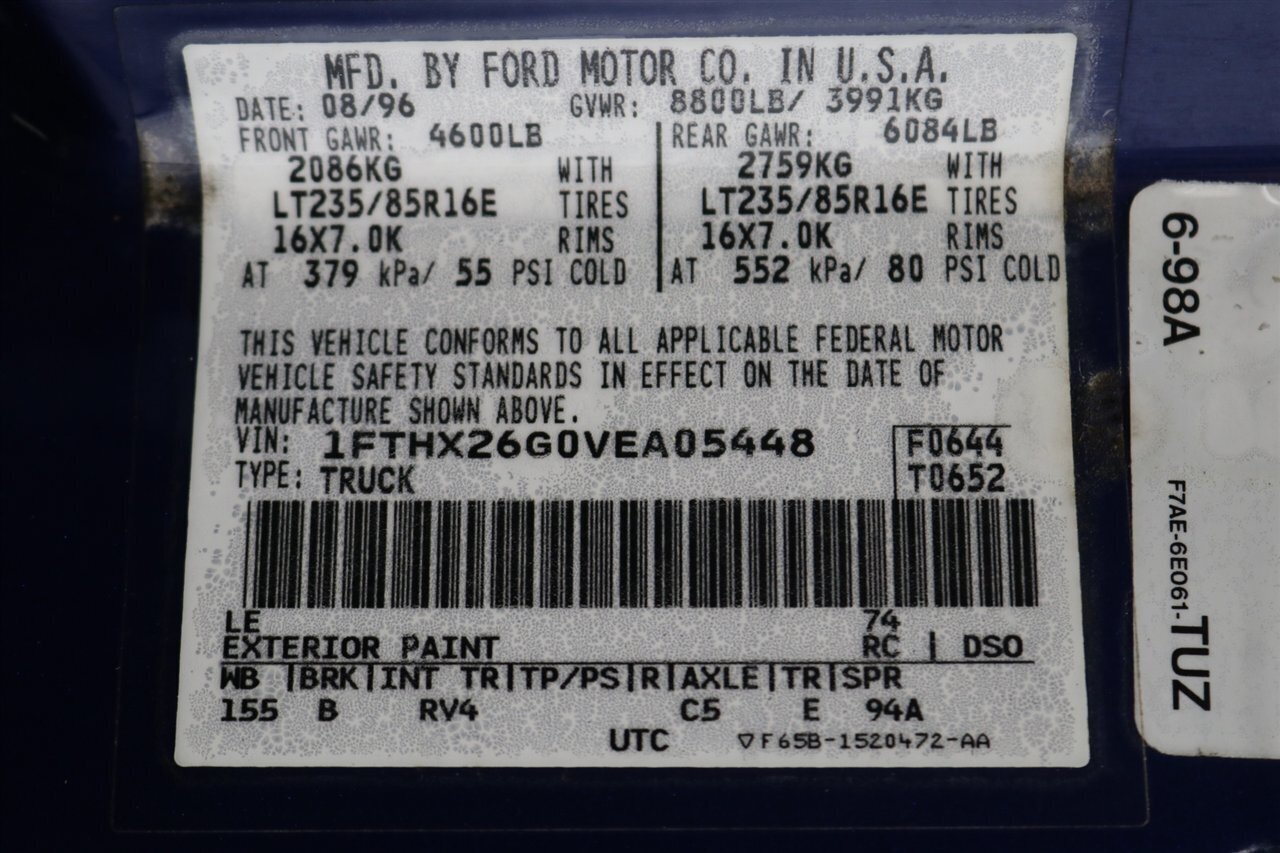 MFD. BY FORD MOTOR CO. IN U.S.A.
DATE: 08/96 GVWR: 8800LB/ 3991KG
FRONT GAWR: 4600LB REAR GAWR: 6084LB
2086KG WITH 2759KG WITH
LT235/85R16E TIRES LT235/85R16E TIRES
16X7.0K RIMS 16X7.0K RIMS
AT 379 kPa/ 55 PSI COLD AT 552 kPa/ 80 PSI COLD
THIS VEHICLE CONFORMS TO ALL APPLICABLE FEDERAL MOTOR
VEHICLE SAFETY STANDARDS IN EFFECT ON THE DATE OF
MANUFACTURE SHOWN ABOVE.
VIN: 1FTHX26G0VEA05448 F0644
TYPE: TRUCK T0652
LE 74
EXTERIOR PAINT RC | DSO
WB |BRK|INT TR|TP/PS|R|AXLE|TR|SPR
155 B RV4 C5 E 94A
UTC ▽F65B-1520472-AA
6-98A
F7AE-6E061-TUZ